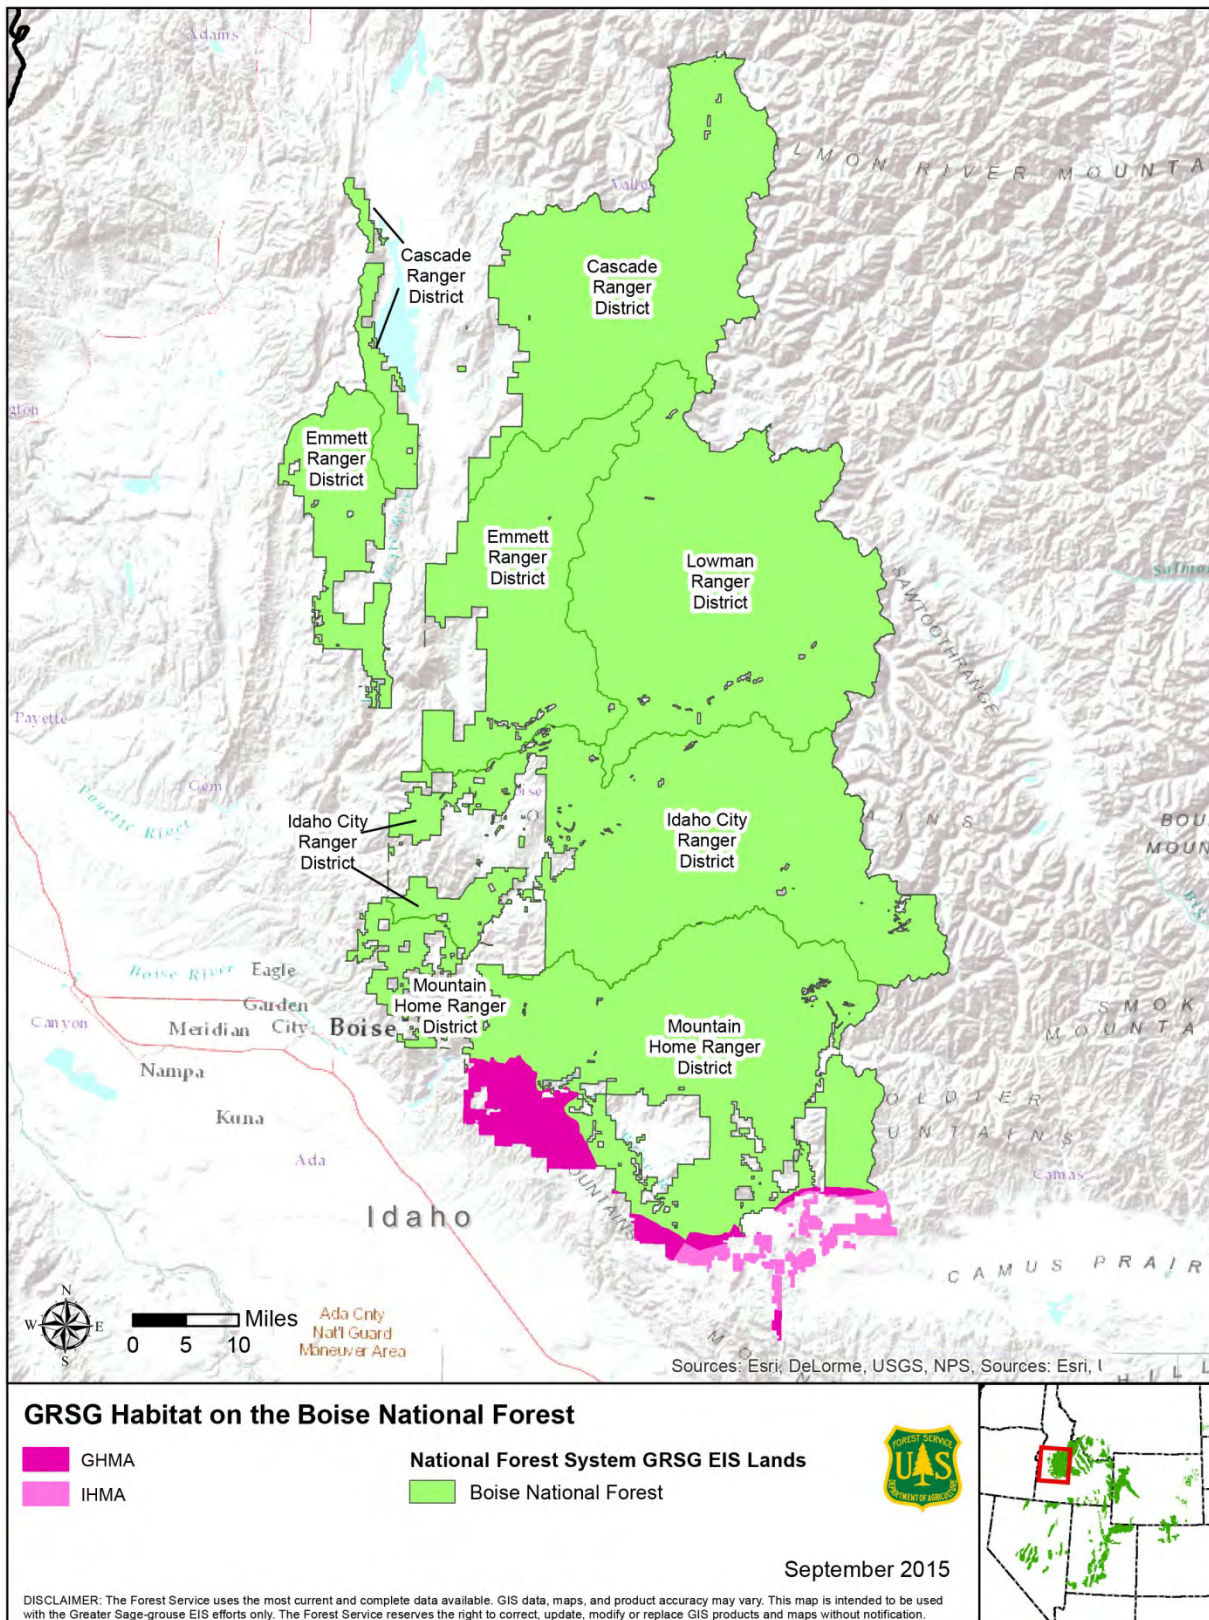 Adams
LMON RIVER MOUNTA
Valley
Cascade
Ranger
District
Cascade
Ranger
District
gton
Emmett
Ranger
District
Emmett
Ranger
District
Lowman
Ranger
District
Salmo
SAWTOOTH RANGE
Payette
Gem
Payette River
oise
Idaho City
Ranger
District
Idaho City
Ranger
District
AINS
BOU
MOUN
Big
Boise River
Eagle
Garden
City
Meridian
Boise
Canyon
Nampa
Kuna
Ada
Mountain
Home Ranger
District
Mountain
Home Ranger
District
SMOK
MOUNTA
OLDIER
UNTAINS
Camas
OUNTAINS
Idaho
CAMUS PRAIR
N
W
E
S
Miles
0 5 10
Ada Cnty
Nat'l Guard
Maneuver Area
M O
Sources: Esri, DeLorme, USGS, NPS, Sources: Esri,
H I L L
GRSG Habitat on the Boise National Forest
GHMA
IHMA
National Forest System GRSG EIS Lands
Boise National Forest
FOREST SERVICE
U S
DEPARTMENT OF AGRICULTURE
September 2015
DISCLAIMER: The Forest Service uses the most current and complete data available. GIS data, maps, and product accuracy may vary. This map is intended to be used
with the Greater Sage-grouse EIS efforts only. The Forest Service reserves the right to correct, update, modify or replace GIS products and maps without notification.